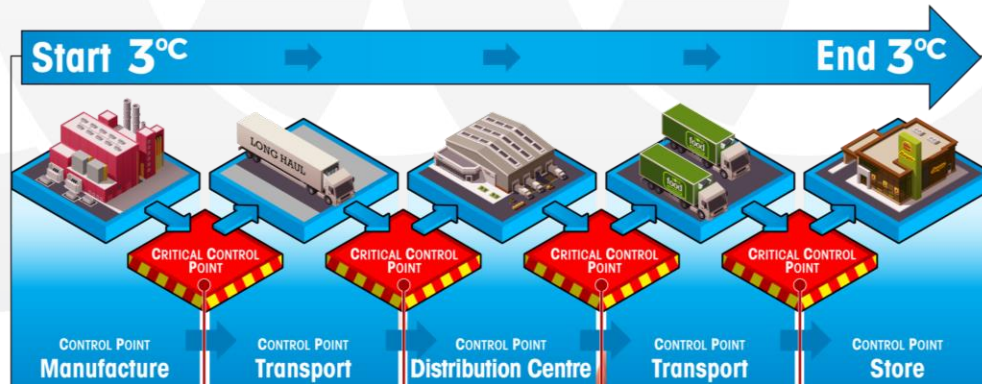 Start 3°C
End 3°C
LONG HAUL
food
food
CRITICAL CONTROL
POINT
CRITICAL CONTROL
POINT
CRITICAL CONTROL
POINT
CRITICAL CONTROL
POINT
CONTROL POINT
Manufacture
CONTROL POINT
Transport
CONTROL POINT
Distribution Centre
CONTROL POINT
Transport
CONTROL POINT
Store